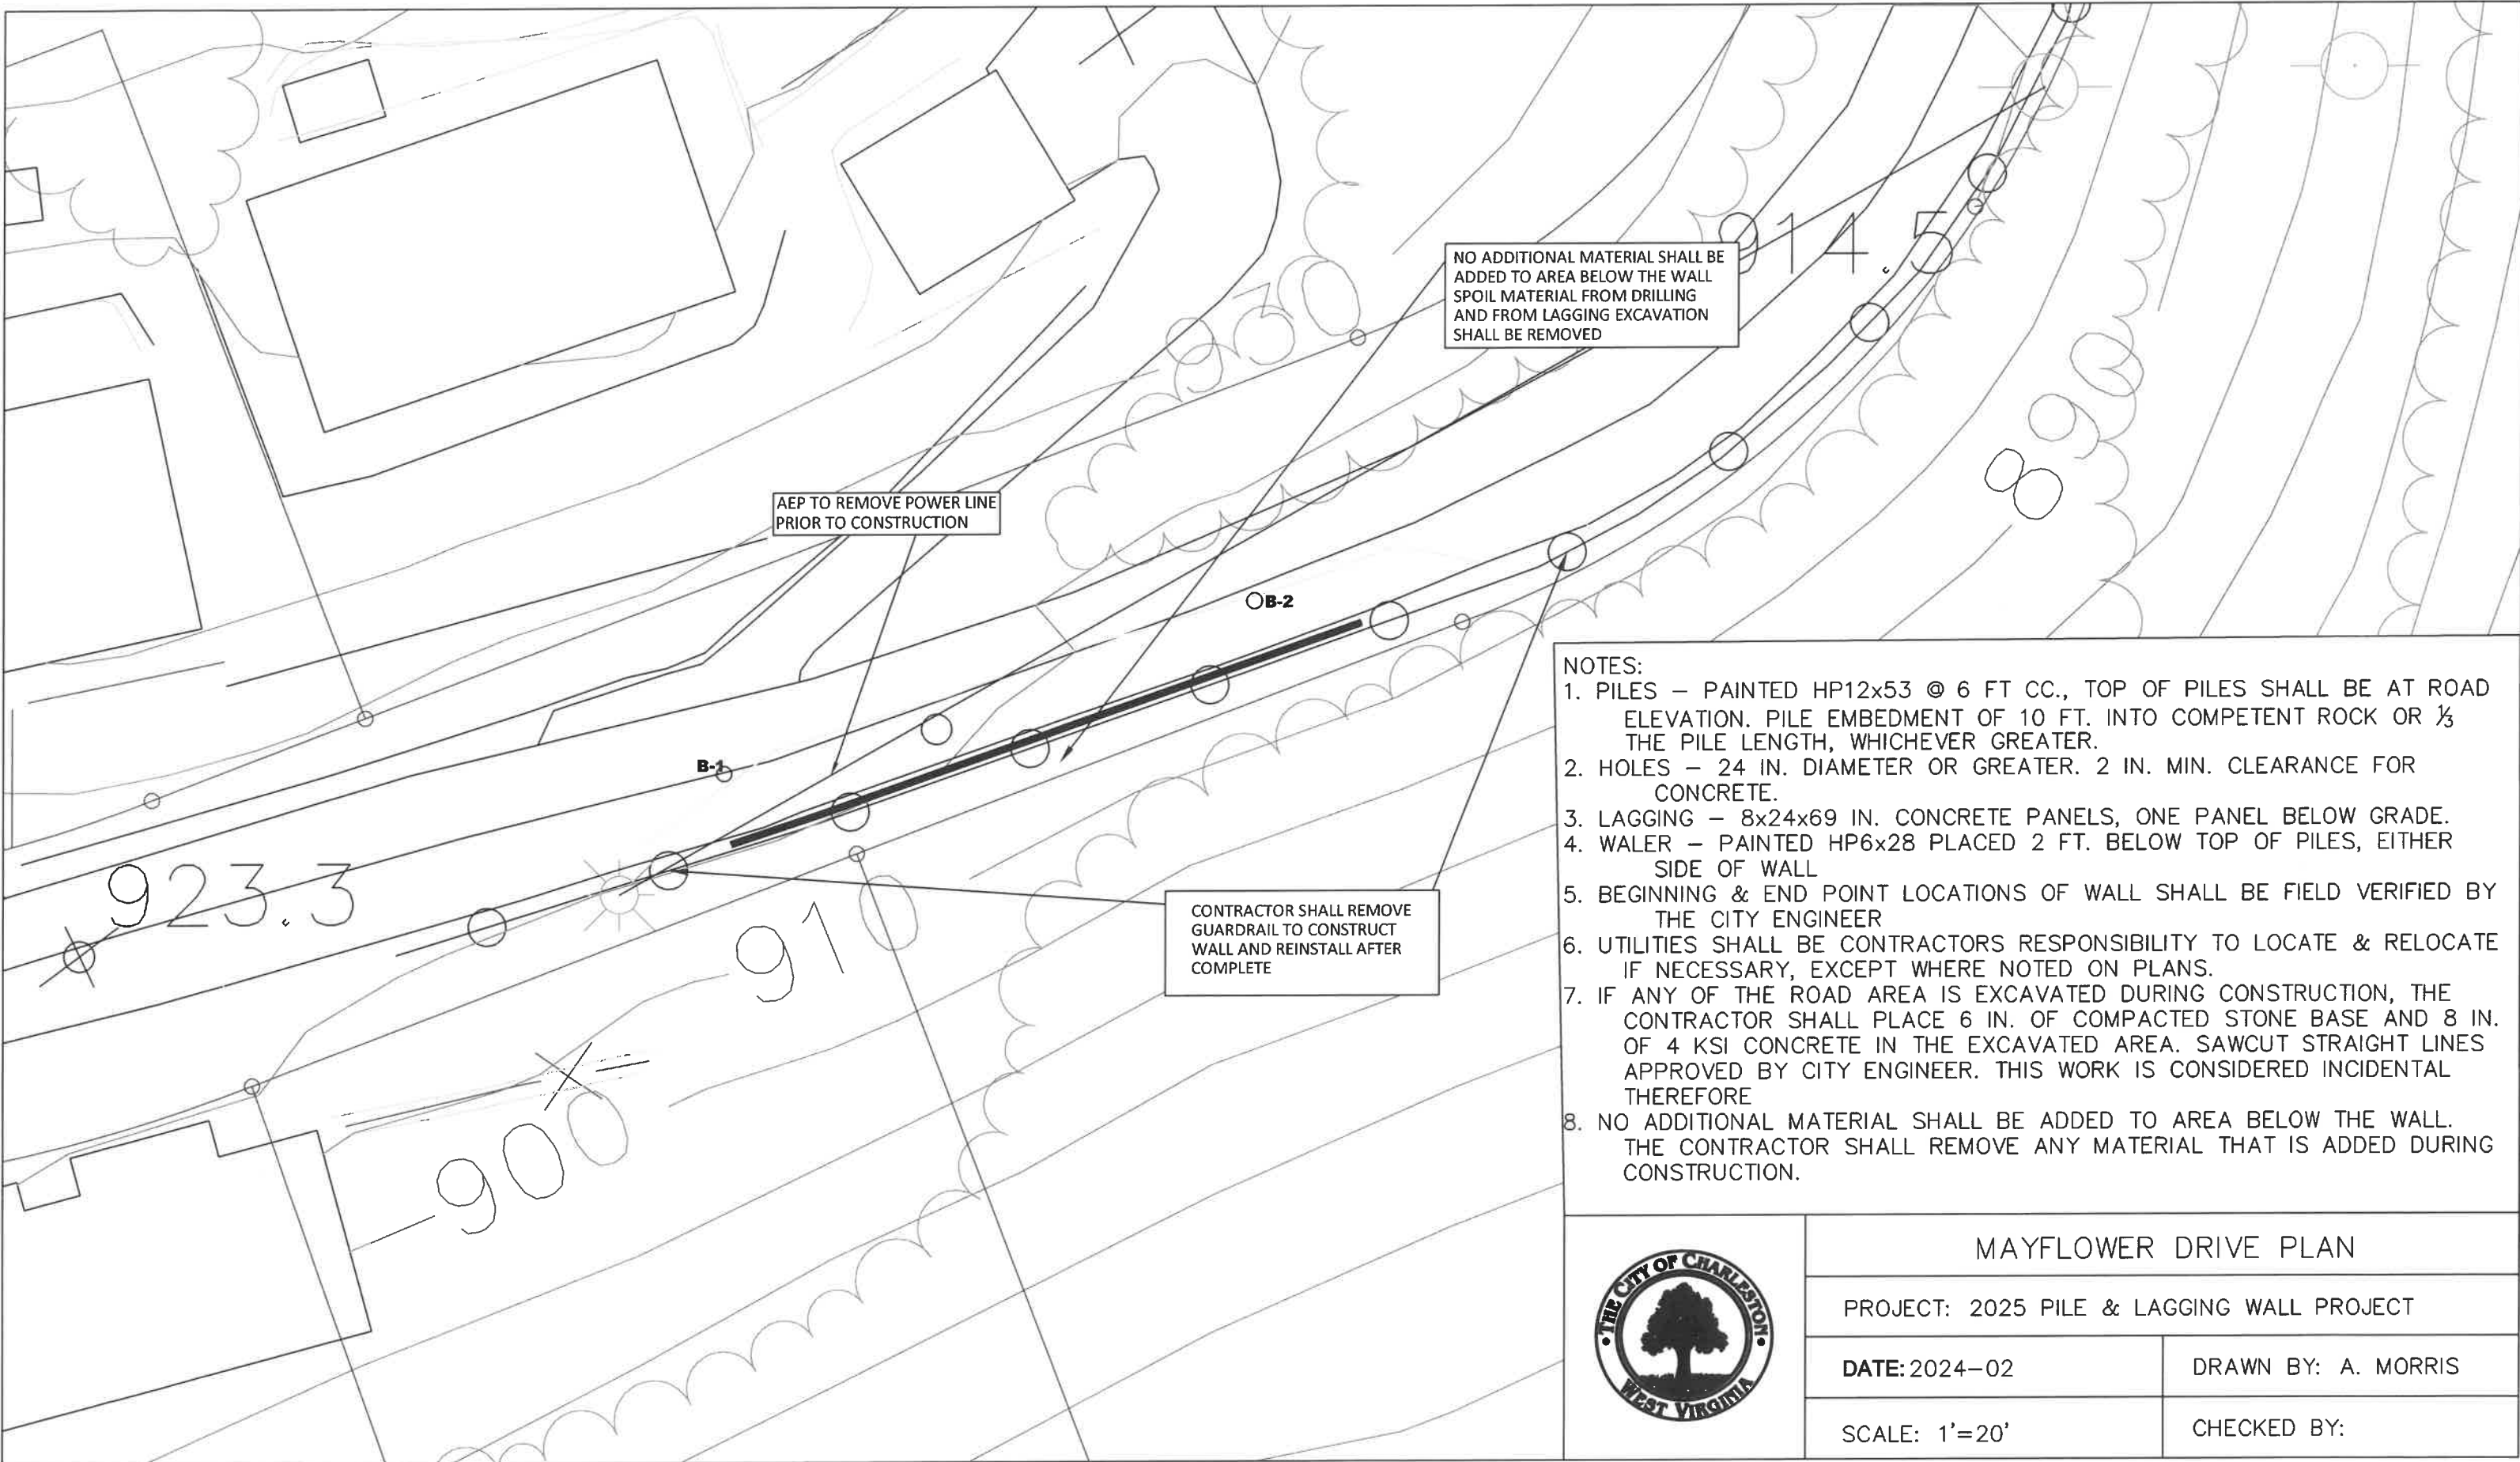 NO ADDITIONAL MATERIAL SHALL BE
ADDED TO AREA BELOW THE WALL
SPOIL MATERIAL FROM DRILLING
AND FROM LAGGING EXCAVATION
SHALL BE REMOVED
914.5
930
890
AEP TO REMOVE POWER LINE
PRIOR TO CONSTRUCTION
B-2
B-1
923.3
910
900
CONTRACTOR SHALL REMOVE
GUARDRAIL TO CONSTRUCT
WALL AND REINSTALL AFTER
COMPLETE
NOTES:
1. PILES – PAINTED HP12x53 @ 6 FT CC., TOP OF PILES SHALL BE AT ROAD
ELEVATION. PILE EMBEDMENT OF 10 FT. INTO COMPETENT ROCK OR ⅓
THE PILE LENGTH, WHICHEVER GREATER.
2. HOLES – 24 IN. DIAMETER OR GREATER. 2 IN. MIN. CLEARANCE FOR
CONCRETE.
3. LAGGING – 8x24x69 IN. CONCRETE PANELS, ONE PANEL BELOW GRADE.
4. WALER – PAINTED HP6x28 PLACED 2 FT. BELOW TOP OF PILES, EITHER
SIDE OF WALL
5. BEGINNING & END POINT LOCATIONS OF WALL SHALL BE FIELD VERIFIED BY
THE CITY ENGINEER
6. UTILITIES SHALL BE CONTRACTORS RESPONSIBILITY TO LOCATE & RELOCATE
IF NECESSARY, EXCEPT WHERE NOTED ON PLANS.
7. IF ANY OF THE ROAD AREA IS EXCAVATED DURING CONSTRUCTION, THE
CONTRACTOR SHALL PLACE 6 IN. OF COMPACTED STONE BASE AND 8 IN.
OF 4 KSI CONCRETE IN THE EXCAVATED AREA. SAWCUT STRAIGHT LINES
APPROVED BY CITY ENGINEER. THIS WORK IS CONSIDERED INCIDENTAL
THEREFORE
8. NO ADDITIONAL MATERIAL SHALL BE ADDED TO AREA BELOW THE WALL.
THE CONTRACTOR SHALL REMOVE ANY MATERIAL THAT IS ADDED DURING
CONSTRUCTION.
THE CITY OF CHARLESTON
WEST VIRGINIA
MAYFLOWER DRIVE PLAN
PROJECT: 2025 PILE & LAGGING WALL PROJECT
DATE: 2024–02
DRAWN BY: A. MORRIS
SCALE: 1'=20'
CHECKED BY: